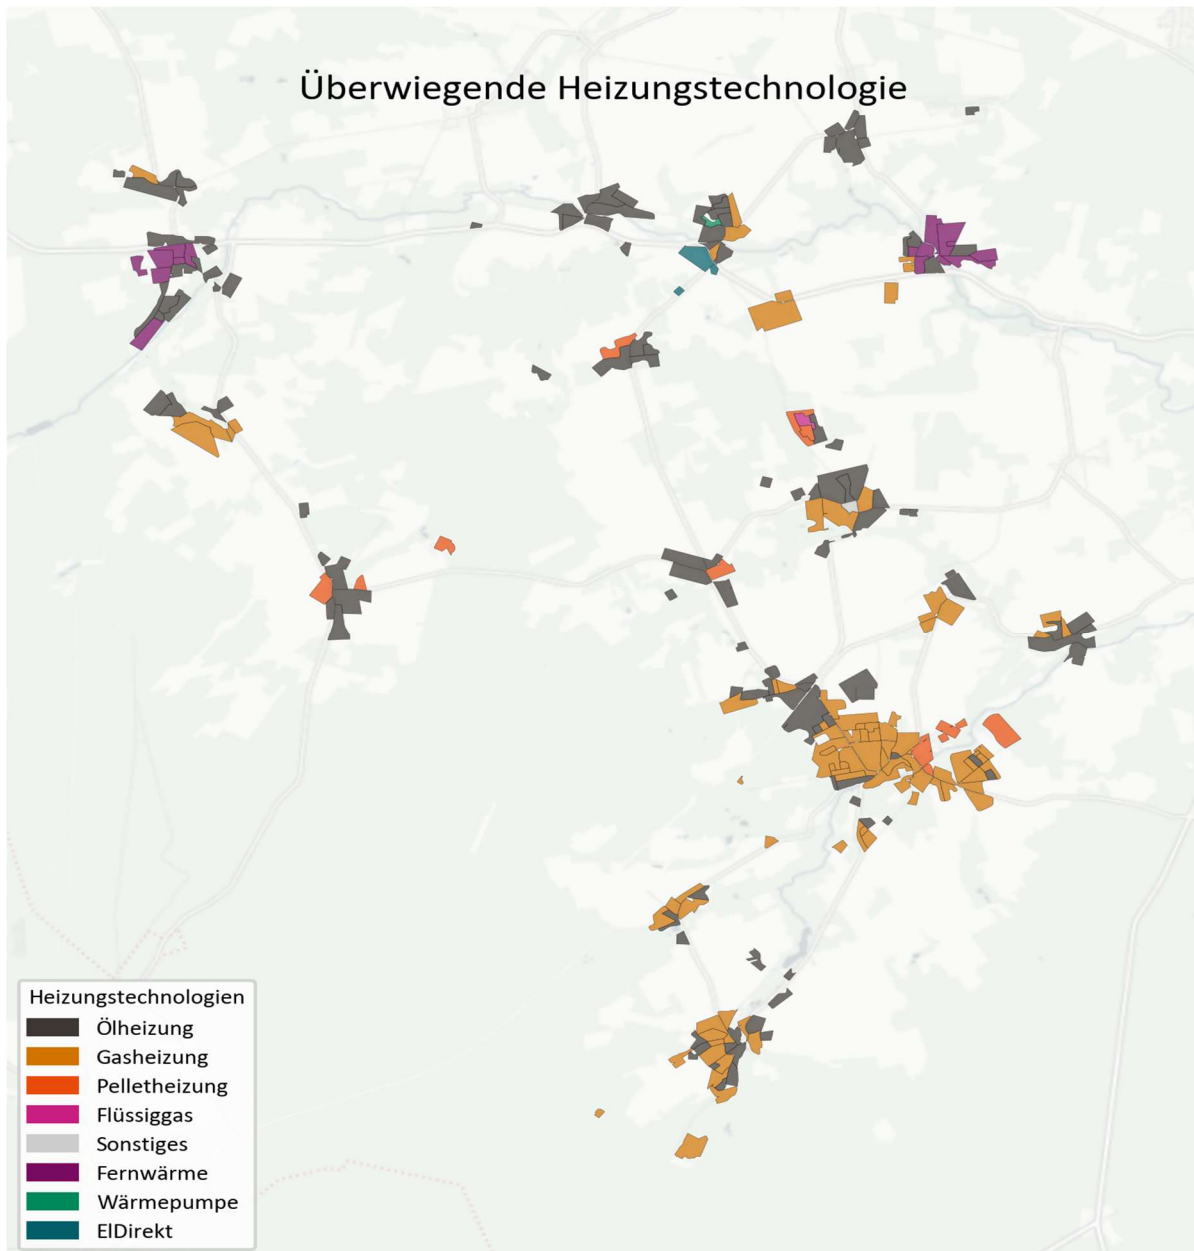 Überwiegende Heizungstechnologie
Heizungstechnologien
Ölheizung
Gasheizung
Pelletheizung
Flüssiggas
Sonstiges
Fernwärme
Wärmepumpe
ElDirekt